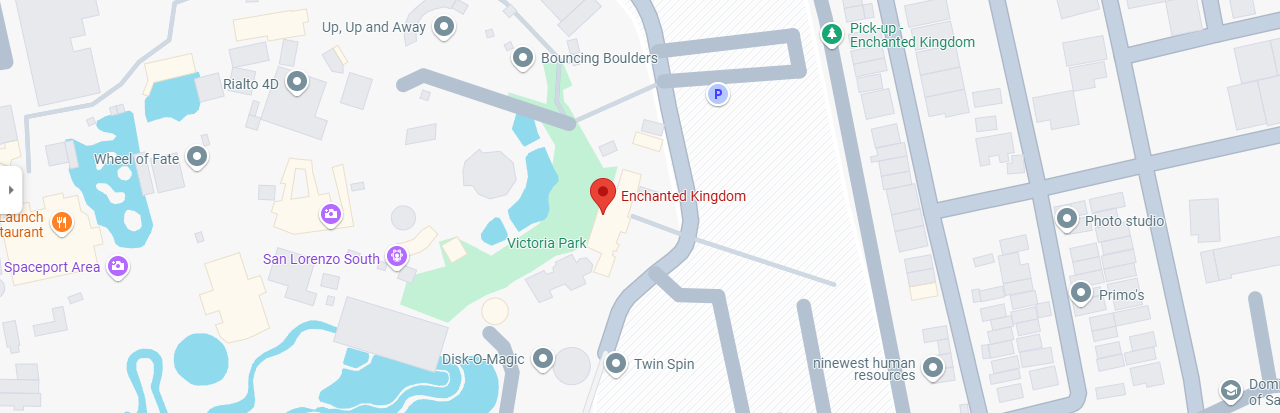 Up, Up and Away
Pick-up -
Enchanted Kingdom
Bouncing Boulders
Rialto 4D
P
Wheel of Fate
Enchanted Kingdom
Launch
taurant
Photo studio
Victoria Park
San Lorenzo South
Spaceport Area
Primo's
Disk-O-Magic
Twin Spin
ninewest human
resources
Domi
of Sa